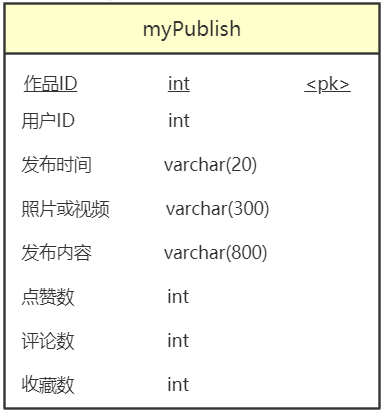 myPublish
作品ID int <pk>
用户ID int
发布时间 varchar(20)
照片或视频 varchar(300)
发布内容 varchar(800)
点赞数 int
评论数 int
收藏数 int